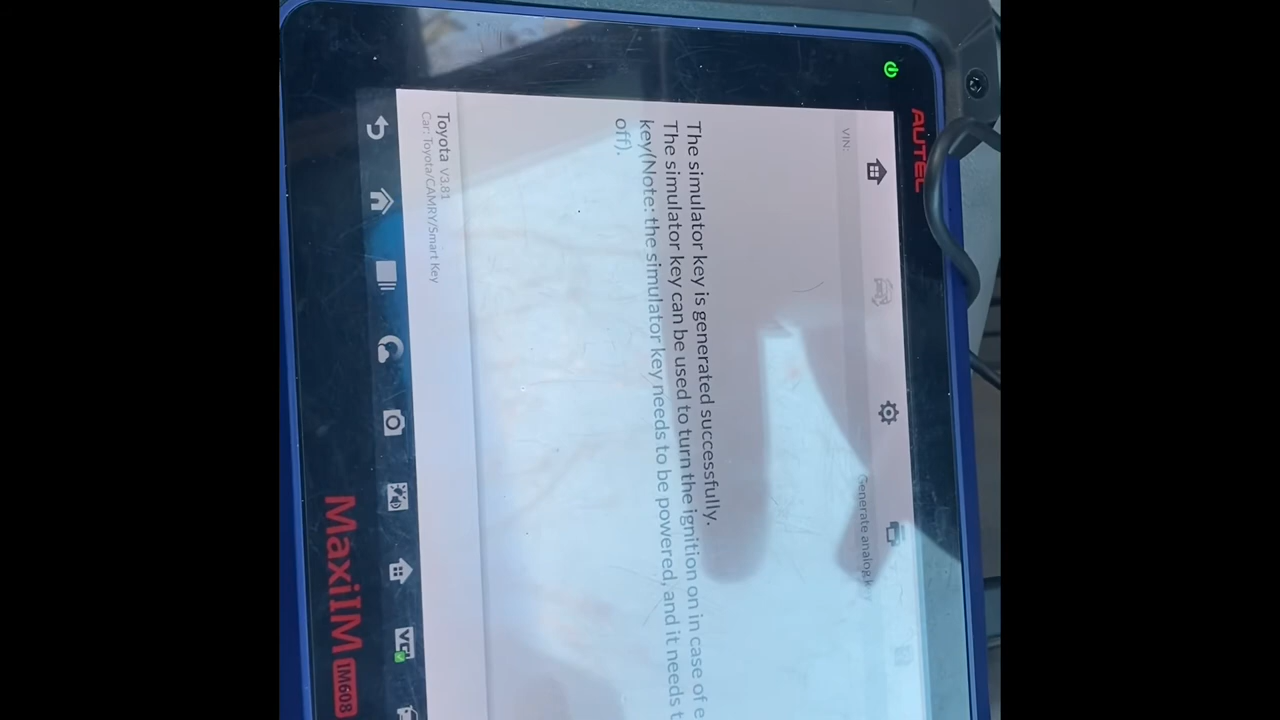 AUTEL
VIN:
Generate analog
The simulator key is generated successfully.
The simulator key can be used to turn the ignition on in case of
key(Note: the simulator key needs to be powered, and it needs
off).
Toyota V3.81
Car: Toyota/CAMRY/Smart Key
VCI
MaxiIM IM608